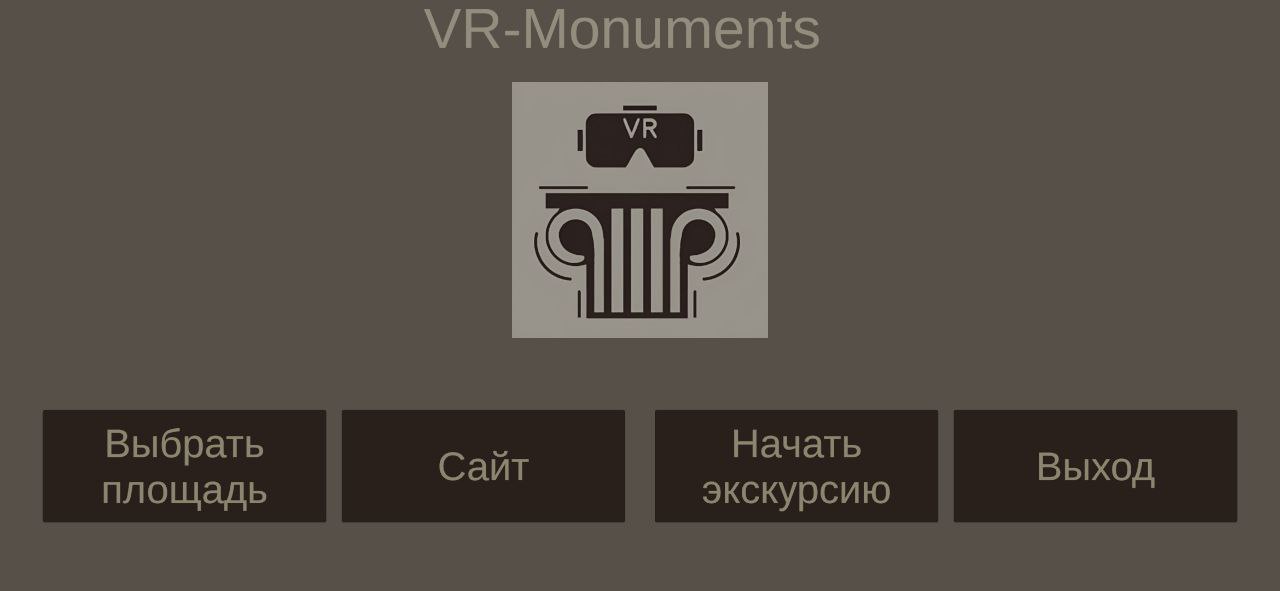 VR-Monuments
VR
Выбрать
площадь
Сайт
Начать
экскурсию
Выход